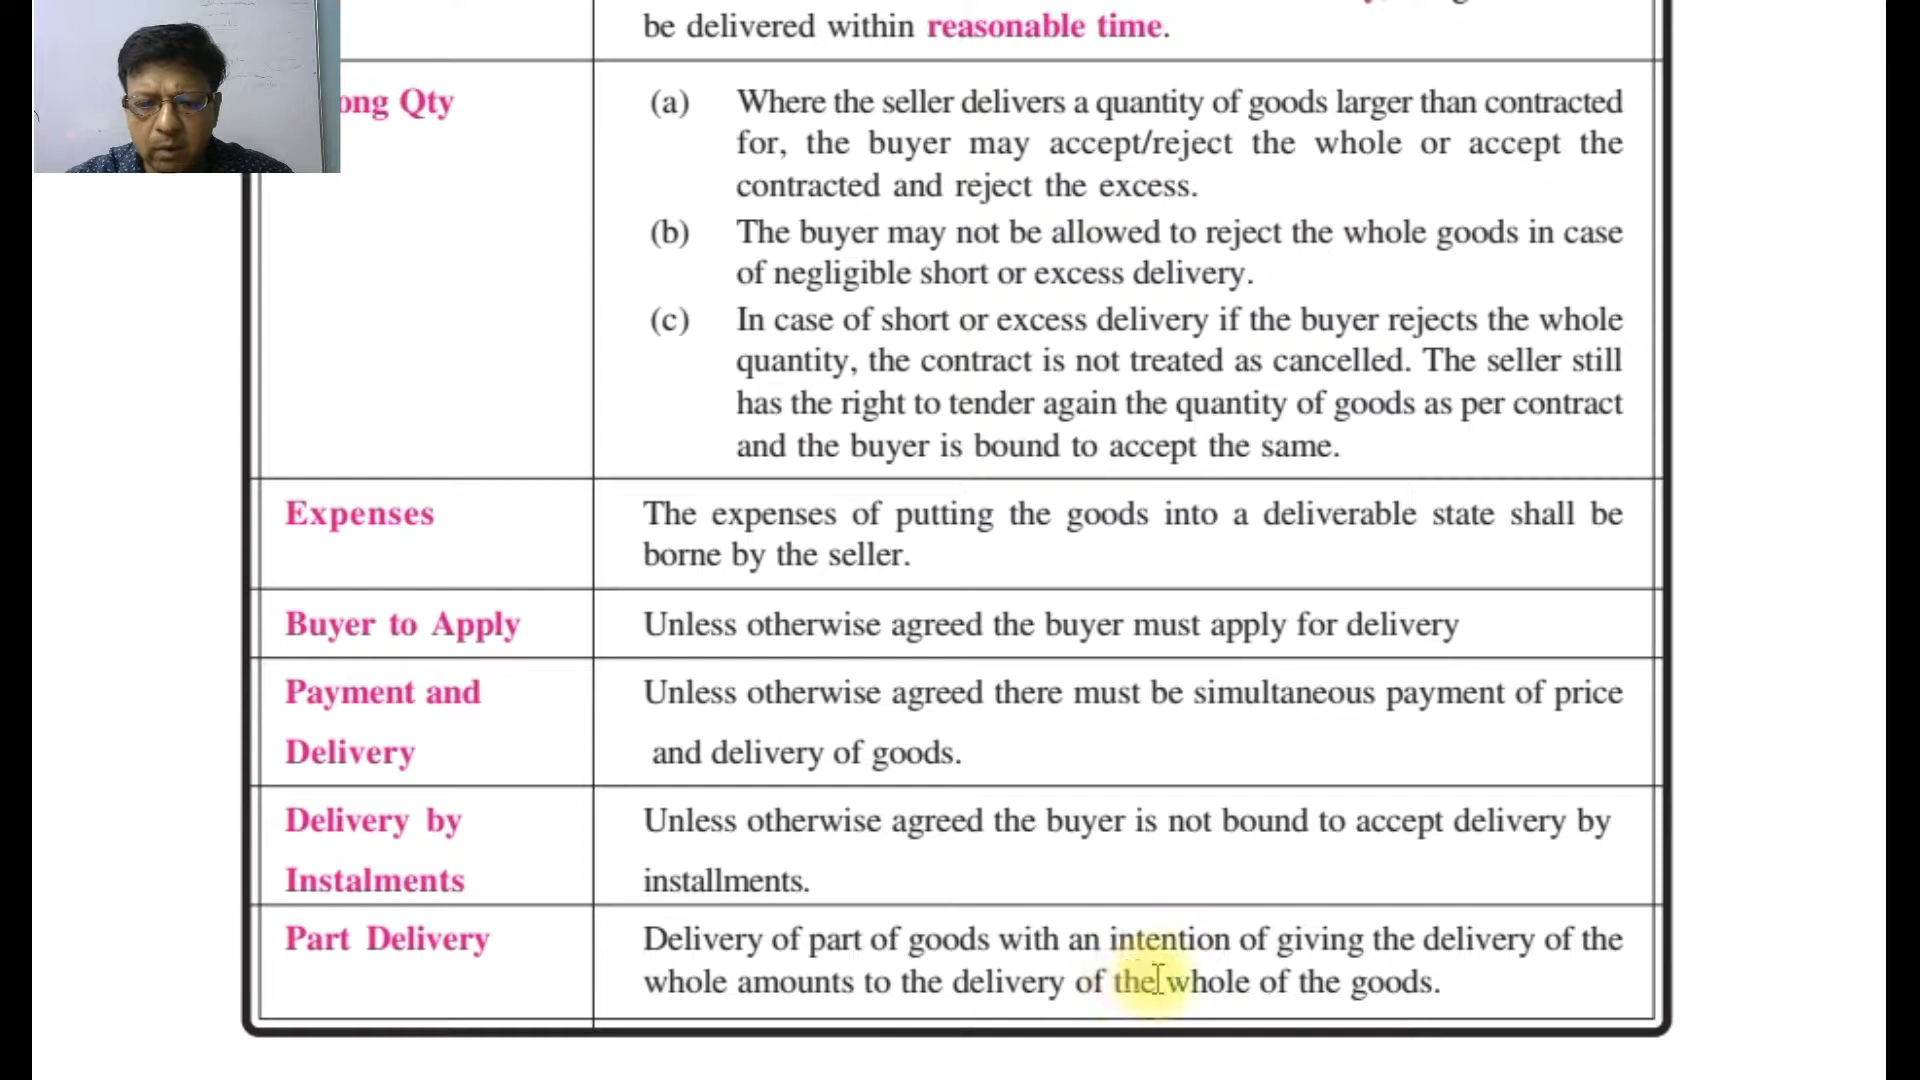 be delivered within reasonable time.
ong Qty
(a) Where the seller delivers a quantity of goods larger than contracted
for, the buyer may accept/reject the whole or accept the
contracted and reject the excess.
(b) The buyer may not be allowed to reject the whole goods in case
of negligible short or excess delivery.
(c) In case of short or excess delivery if the buyer rejects the whole
quantity, the contract is not treated as cancelled. The seller still
has the right to tender again the quantity of goods as per contract
and the buyer is bound to accept the same.
Expenses
The expenses of putting the goods into a deliverable state shall be
borne by the seller.
Buyer to Apply
Unless otherwise agreed the buyer must apply for delivery
Payment and
Delivery
Unless otherwise agreed there must be simultaneous payment of price
and delivery of goods.
Delivery by
Instalments
Unless otherwise agreed the buyer is not bound to accept delivery by
installments.
Part Delivery
Delivery of part of goods with an intention of giving the delivery of the
whole amounts to the delivery of the whole of the goods.